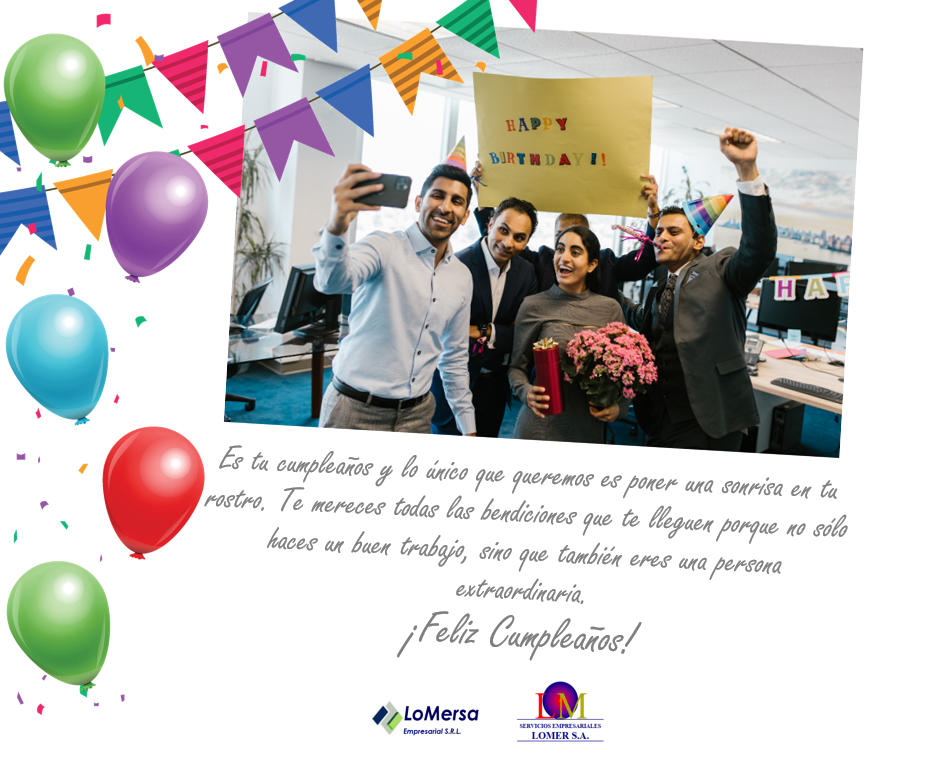 HAPPY
BIRTHDAY!!
HAP
Es tu cumpleaños y lo único que queremos es poner una sonrisa en tu
rostro. Te mereces todas las bendiciones que te lleguen porque no sólo
haces un buen trabajo, sino que también eres una persona
extraordinaria.
¡Feliz Cumpleaños!
LoMersa
Empresarial S.R.L.
LM
SERVICIOS EMPRESARIALES
LOMER S.A.